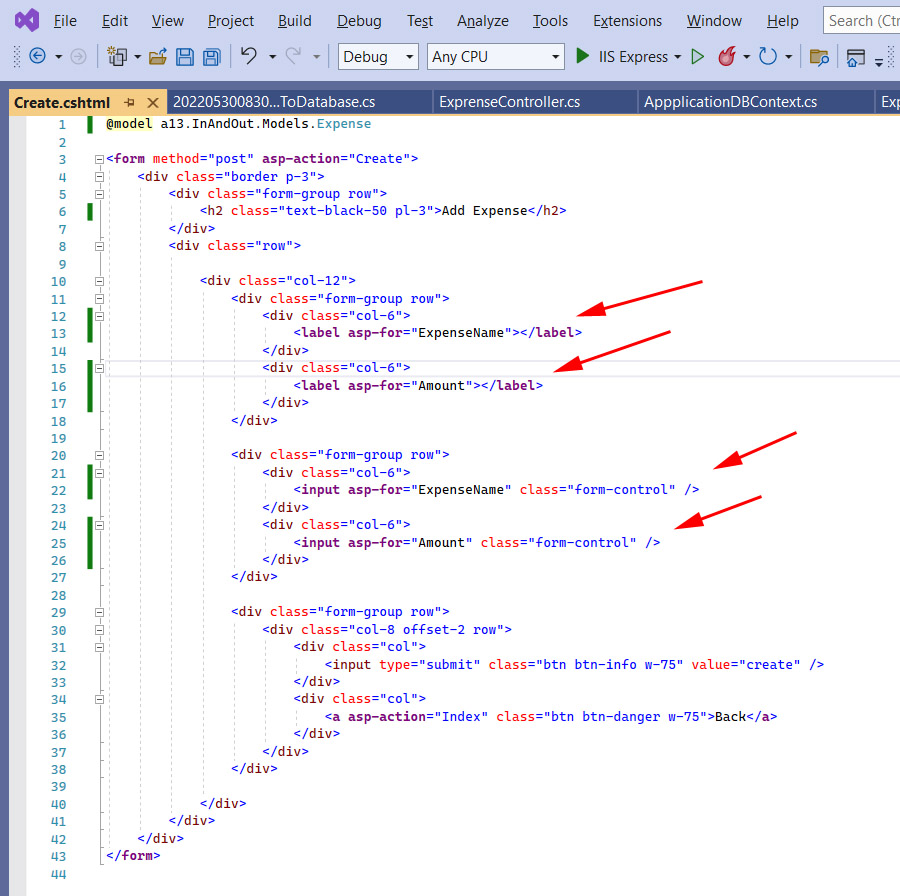 File Edit View Project Build Debug Test Analyze Tools Extensions Window Help Search (Ctr
Debug Any CPU IIS Express
Create.cshtml 202205300830...ToDatabase.cs ExprenseController.cs AppplicationDBContext.cs Exp
1 @model a13.InAndOut.Models.Expense
2
3 <form method="post" asp-action="Create">
4 <div class="border p-3">
5 <div class="form-group row">
6 <h2 class="text-black-50 pl-3">Add Expense</h2>
7 </div>
8 <div class="row">
9
10 <div class="col-12">
11 <div class="form-group row">
12 <div class="col-6">
13 <label asp-for="ExpenseName"></label>
14 </div>
15 <div class="col-6">
16 <label asp-for="Amount"></label>
17 </div>
18 </div>
19
20 <div class="form-group row">
21 <div class="col-6">
22 <input asp-for="ExpenseName" class="form-control" />
23 </div>
24 <div class="col-6">
25 <input asp-for="Amount" class="form-control" />
26 </div>
27 </div>
28
29 <div class="form-group row">
30 <div class="col-8 offset-2 row">
31 <div class="col">
32 <input type="submit" class="btn btn-info w-75" value="create" />
33 </div>
34 <div class="col">
35 <a asp-action="Index" class="btn btn-danger w-75">Back</a>
36 </div>
37 </div>
38 </div>
39
40 </div>
41 </div>
42 </div>
43 </form>
44